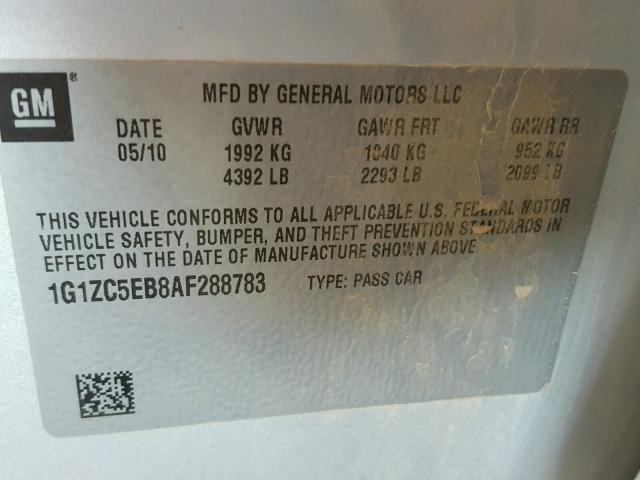 GM ®
MFD BY GENERAL MOTORS LLC
DATE GVWR GAWR FRT GAWR RR
05/10 1992 KG 1040 KG 952 KG
4392 LB 2293 LB 2099 LB
THIS VEHICLE CONFORMS TO ALL APPLICABLE U.S. FEDERAL MOTOR
VEHICLE SAFETY, BUMPER, AND THEFT PREVENTION STANDARDS IN
EFFECT ON THE DATE OF MANUFACTURE SHOWN ABOVE.
1G1ZC5EB8AF288783 TYPE: PASS CAR